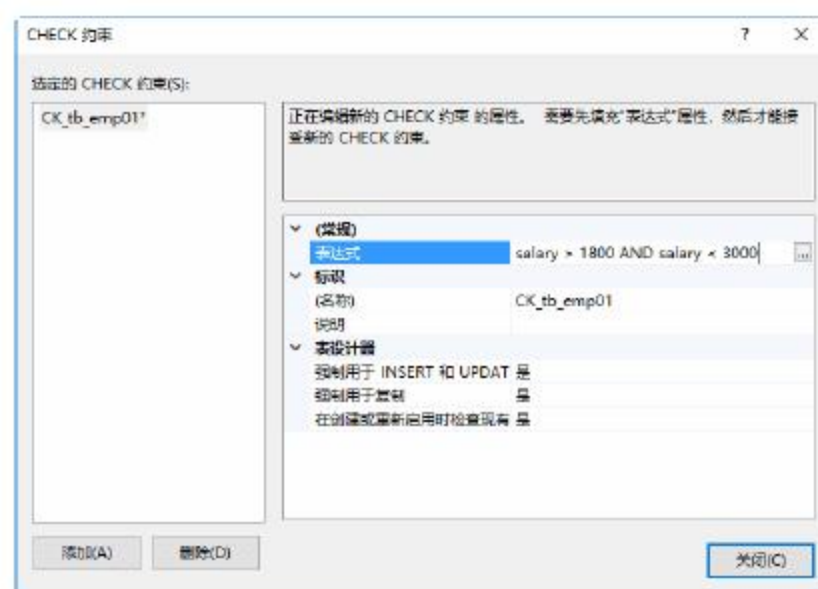 CHECK 约束
选定的 CHECK 约束(S):
CK_tb_emp01*
正在编辑新的 CHECK 约束 的属性。 需要先填充"表达式"属性，然后才能接
受新的 CHECK 约束。
(常规)
表达式 salary > 1800 AND salary < 3000 ...
标识
(名称) CK_tb_emp01
说明
表设计器
强制用于 INSERT 和 UPDAT 是
强制用于复制 是
在创建或重新启用时检查现有 是
添加(A) 删除(D)
关闭(C)